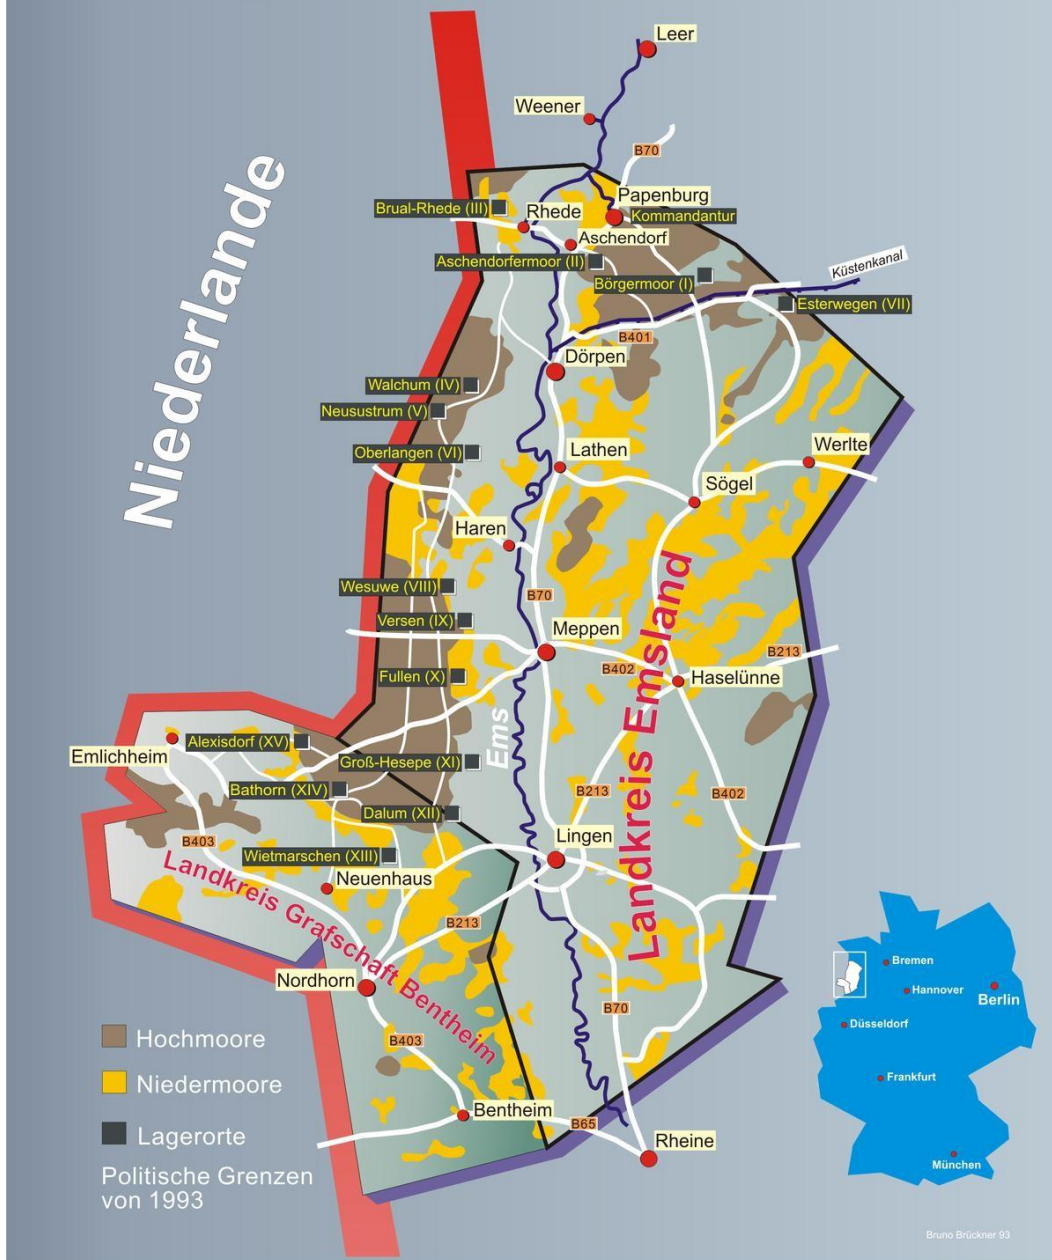 Leer
Weener
B70
Niederlande
Papenburg
Brual-Rhede (III)
Rhede
Kommandantur
Aschendorf
Aschendorfermoor (II)
Börgermoor (I)
Küstenkanal
Esterwegen (VII)
B401
Dörpen
Walchum (IV)
Neusustrum (V)
Oberlangen (VI)
Lathen
Werlte
Sögel
Haren
Wesuwe (VIII)
B70
Versen (IX)
Meppen
B213
B402
Fullen (X)
Haselünne
Landkreis Emsland
Ems
Alexisdorf (XV)
Emlichheim
Groß-Hesepe (XI)
Bathorn (XIV)
B213
B402
Dalum (XII)
B403
Lingen
Wietmarschen (XIII)
Neuenhaus
Landkreis Grafschaft Bentheim
B213
Nordhorn
B70
B403
Bentheim
B65
Rheine
Hochmoore
Niedermoore
Lagerorte
Politische Grenzen
von 1993
Bremen
Hannover
Berlin
Düsseldorf
Frankfurt
München
Bruno Brückner 93